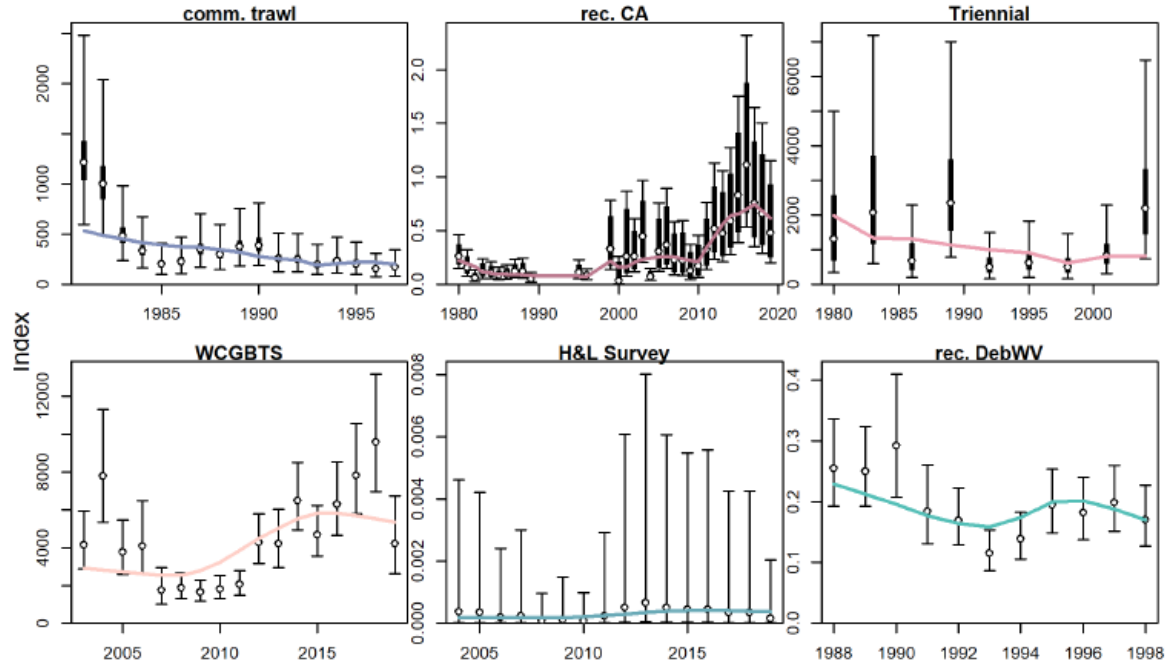 comm. trawl
rec. CA
Triennial
0 500 1000 2000
0.0 0.5 1.0 1.5 2.0
0 2000 4000 6000
1985 1990 1995
1980 1990 2000 2010 2020
1980 1985 1990 1995 2000
Index
WCGBTS
H&L Survey
rec. DebWV
0 4000 8000 12000
0.000 0.002 0.004 0.006 0.008
0.0 0.1 0.2 0.3 0.4
2005 2010 2015
2005 2010 2015
1988 1990 1992 1994 1996 1998